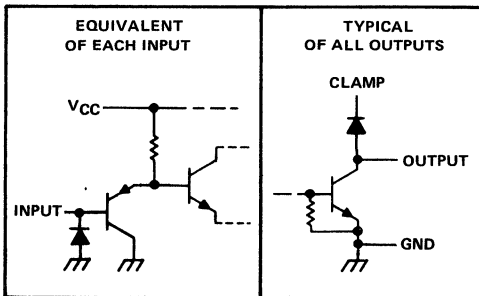 EQUIVALENT
OF EACH INPUT
VCC
INPUT
TYPICAL
OF ALL OUTPUTS
CLAMP
OUTPUT
GND